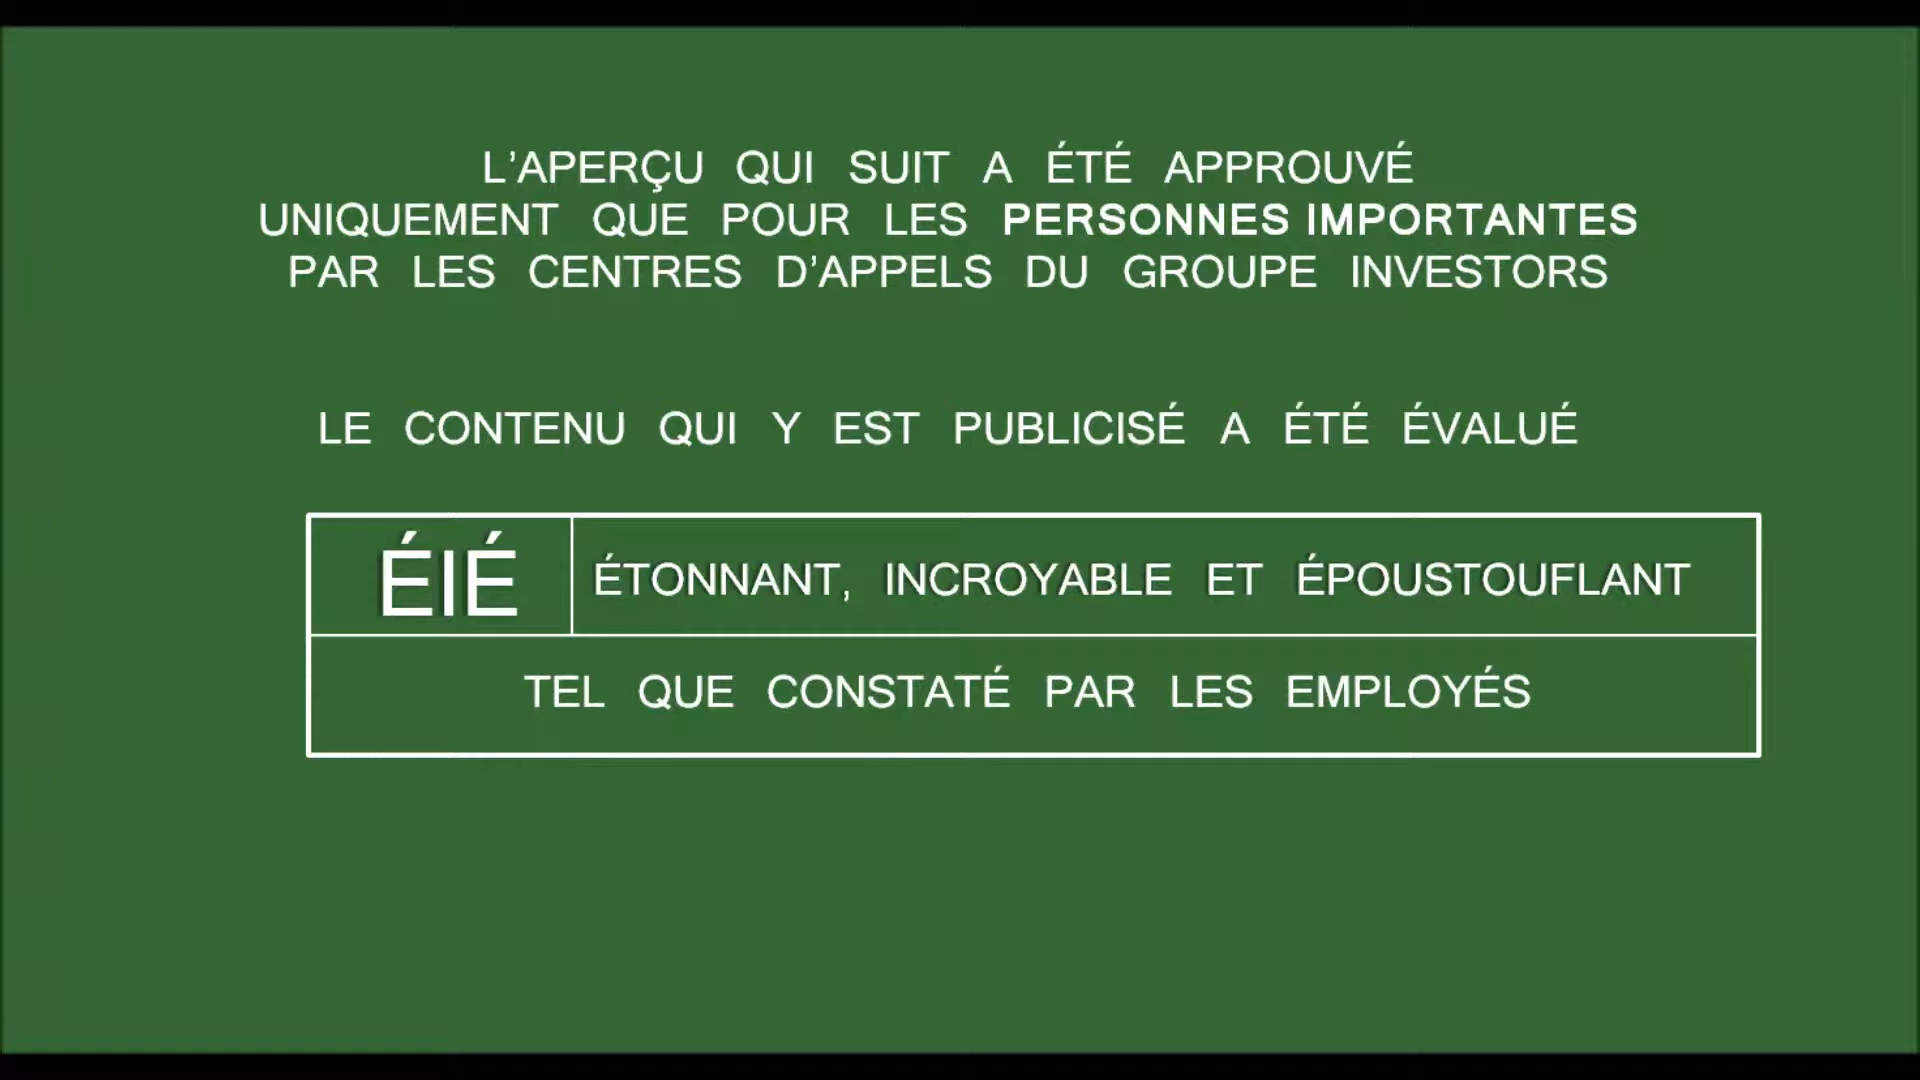 L’APERÇU QUI SUIT A ÉTÉ APPROUVÉ
UNIQUEMENT QUE POUR LES PERSONNES IMPORTANTES
PAR LES CENTRES D’APPELS DU GROUPE INVESTORS
LE CONTENU QUI Y EST PUBLICISÉ A ÉTÉ ÉVALUÉ
ÉIÉ
ÉTONNANT, INCROYABLE ET ÉPOUSTOUFLANT
TEL QUE CONSTATÉ PAR LES EMPLOYÉS